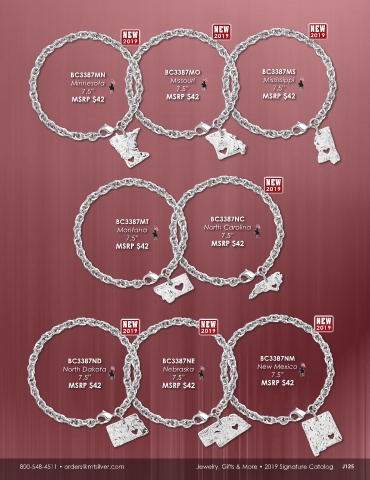 NEW
2019
NEW
2019
NEW
2019
BC3387MN
Minnesota
7.5"
MSRP $42
BC3387MO
Missouri
7.5"
MSRP $42
BC3387MS
Mississippi
7.5"
MSRP $42
NEW
2019
BC3387MT
Montana
7.5"
MSRP $42
BC3387NC
North Carolina
7.5"
MSRP $42
NEW
2019
NEW
2019
NEW
2019
BC3387ND
North Dakota
7.5"
MSRP $42
BC3387NE
Nebraska
7.5"
MSRP $42
BC3387NM
New Mexico
7.5"
MSRP $42
800-548-4511 • orders@mtsilver.com
Jewelry, Gifts & More • 2019 Signature Catalog J125